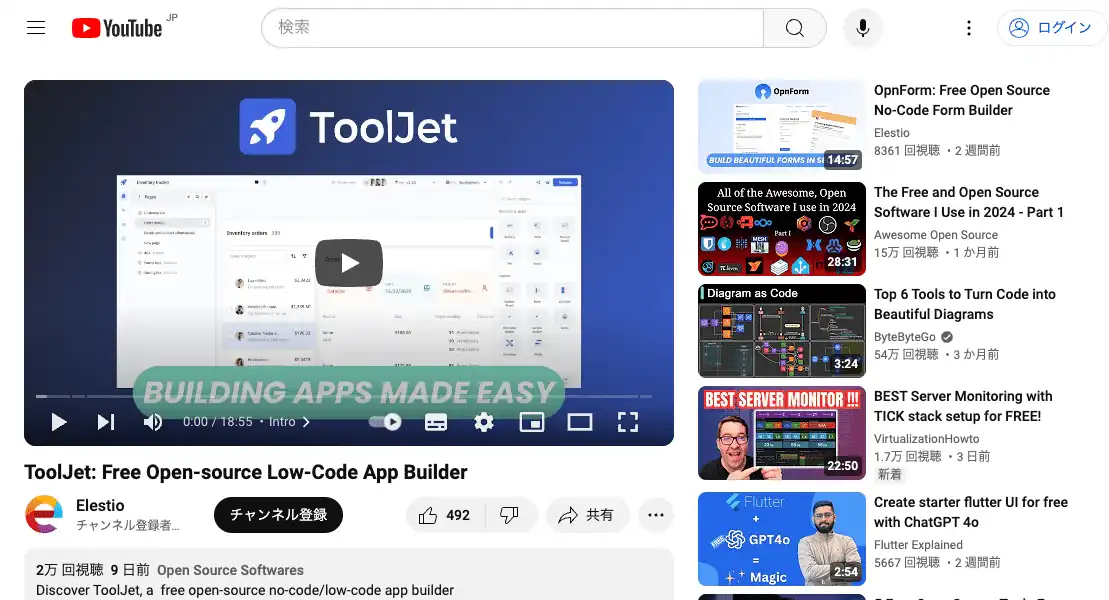 YouTube JP
検索
ログイン
ToolJet
Inventory tracker
Pages
Inventory orders
BUILDING APPS MADE EASY
0:00 / 18:55 • Intro
ToolJet: Free Open-source Low-Code App Builder
Elestio
チャンネル登録者...
チャンネル登録
492
共有
2万 回視聴 9 日前 Open Source Softwares
Discover ToolJet, a free open-source no-code/low-code app builder
OpnForm
BUILD BEAUTIFUL FORMS IN
14:57
OpnForm: Free Open Source
No-Code Form Builder
Elestio
8361 回視聴 ・2 週間前
All of the Awesome, Open
Source Software I use in 2024
Part I
28:31
The Free and Open Source
Software I Use in 2024 - Part 1
Awesome Open Source
15万 回視聴 ・1 か月前
Diagram as Code
3:24
Top 6 Tools to Turn Code into
Beautiful Diagrams
ByteByteGo
54万 回視聴 ・3 か月前
BEST SERVER MONITOR !!!
22:50
BEST Server Monitoring with
TICK stack setup for FREE!
VirtualizationHowto
1.7万 回視聴 ・3 日前
新着
Flutter
+
FREE GPT4o
=
Magic
2:54
Create starter flutter UI for free
with ChatGPT 4o
Flutter Explained
5667 回視聴 ・2 週間前